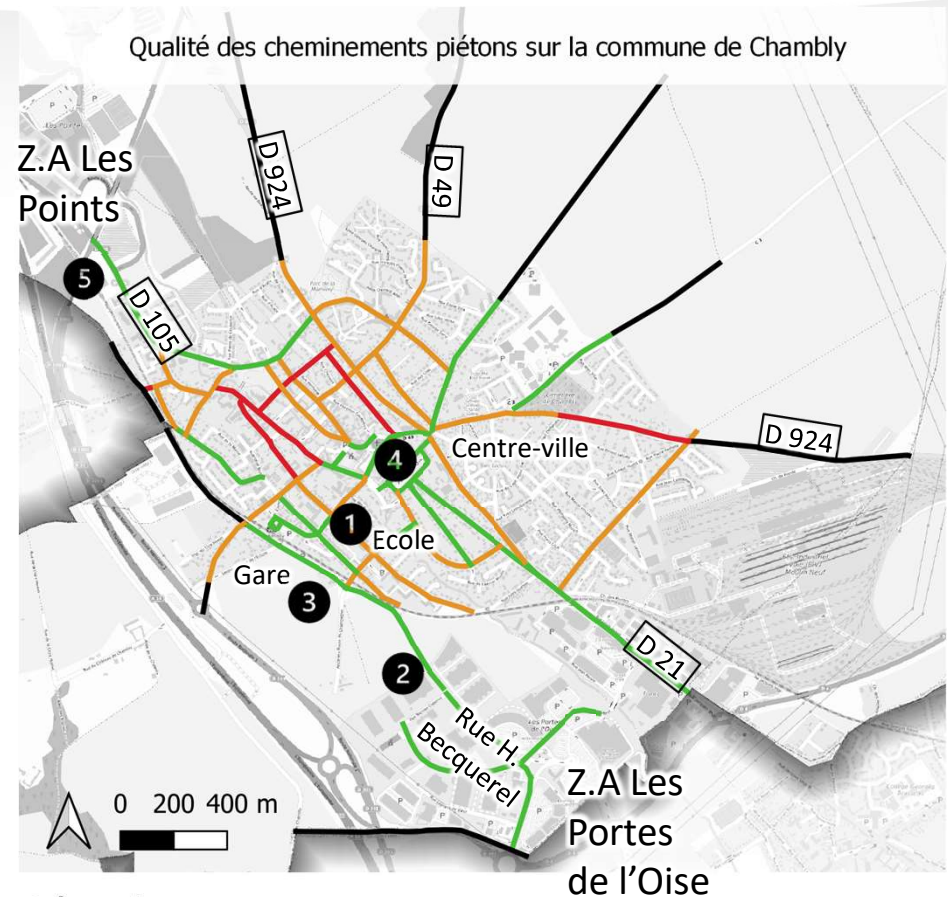 Qualité des cheminements piétons sur la commune de Chambly
Z.A Les
Points
D 924
D 49
5
D 105
D 924
Centre-ville
4
1
Ecole
Gare
3
2
D 21
Rue H.
Becquerel
Z.A Les
Portes
de l'Oise
0 200 400 m